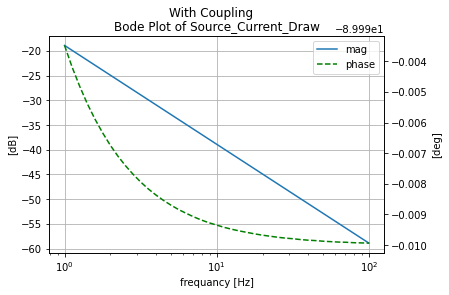 With Coupling
Bode Plot of Source_Current_Draw
−8.999e1
mag
phase
−20
−25
−30
−35
−40
−45
−50
−55
−60
[dB]
−0.004
−0.005
−0.006
−0.007
−0.008
−0.009
−0.010
[deg]
10⁰
10¹
10²
frequancy [Hz]